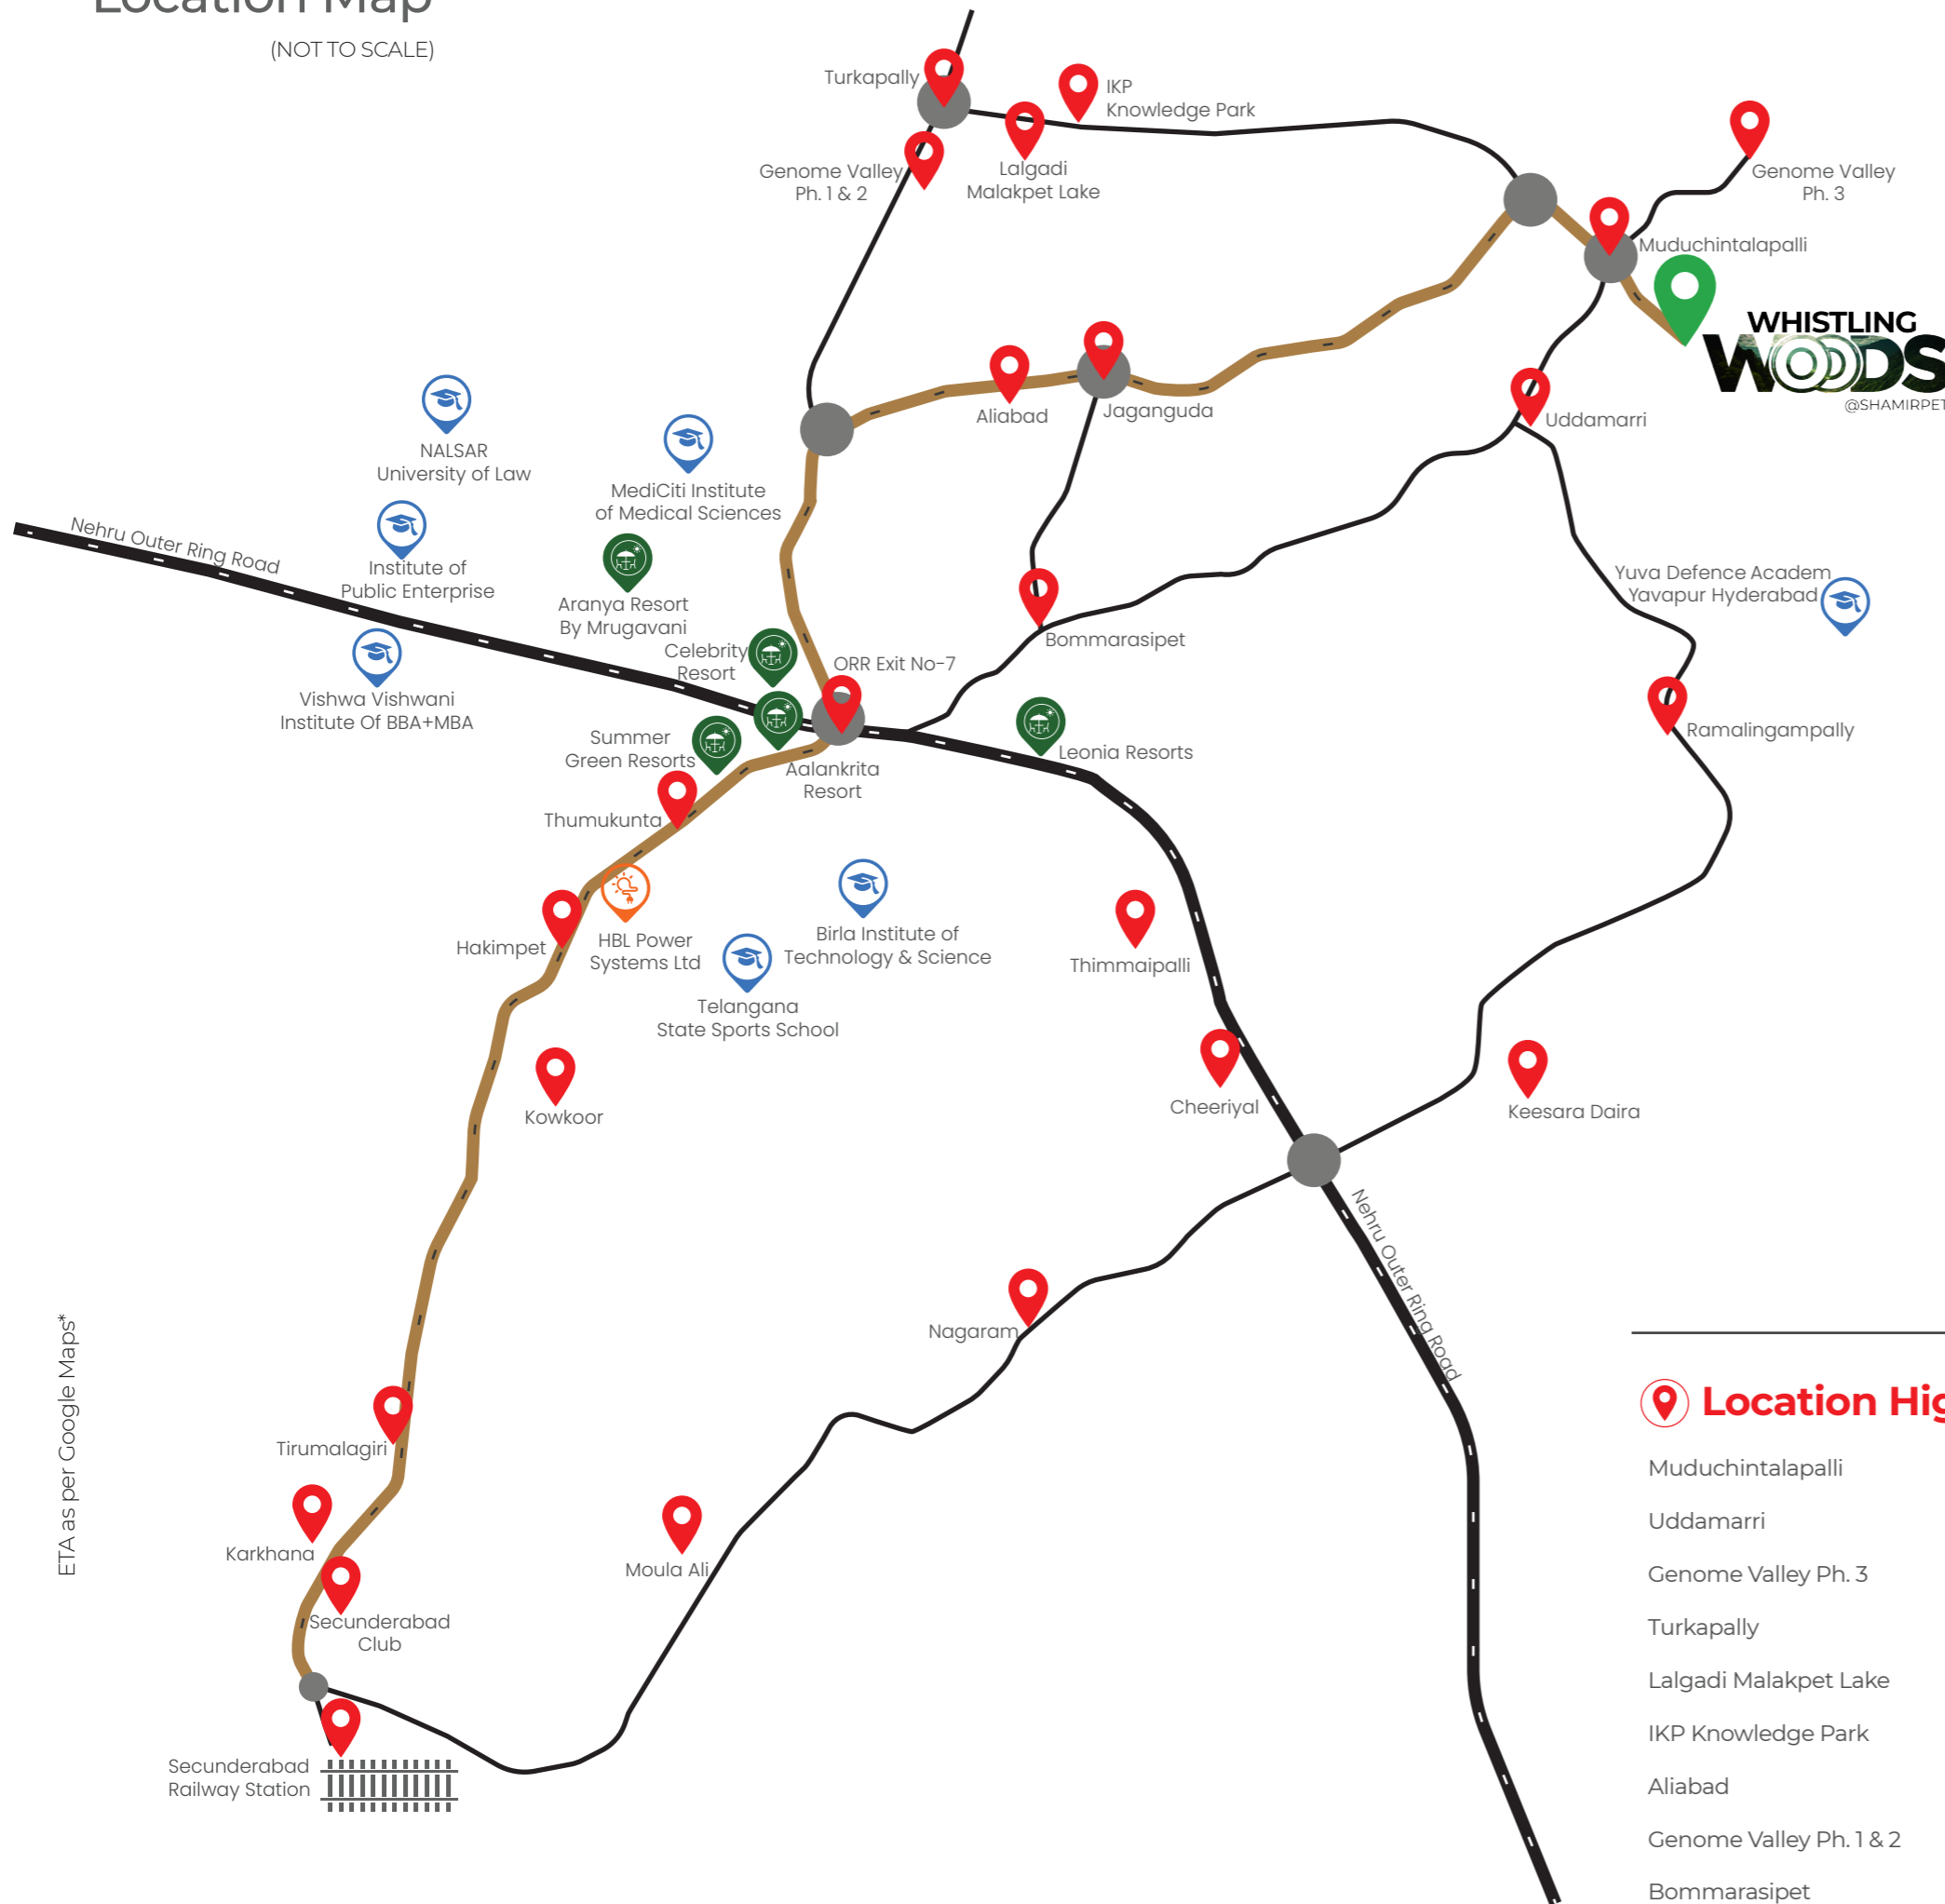 Location Map
(NOT TO SCALE)
Turkapally
IKP
Knowledge Park
Genome Valley
Ph. 1 & 2
Lalgadi
Malakpet Lake
Genome Valley
Ph. 3
Muduchintalapalli
WHISTLING
WOODS
@SHAMIRPET
Aliabad
Jaganguda
Uddamarri
NALSAR
University of Law
MediCiti Institute
of Medical Sciences
Nehru Outer Ring Road
Institute of
Public Enterprise
Aranya Resort
By Mrugavani
Yuva Defence Academ
Yavapur Hyderabad
Bommarasipet
Celebrity
Resort
ORR Exit No-7
Vishwa Vishwani
Institute Of BBA+MBA
Summer
Green Resorts
Aalankrita
Resort
Leonia Resorts
Ramalingampally
Thumukunta
Hakimpet
HBL Power
Systems Ltd
Birla Institute of
Technology & Science
Telangana
State Sports School
Thimmaipalli
Kowkoor
Cheeriyal
Keesara Daira
Nehru Outer Ring Road
Nagaram
ETA as per Google Maps*
Tirumalagiri
Karkhana
Moula Ali
Secunderabad
Club
Secunderabad
Railway Station
Location Hig
Muduchintalapalli
Uddamarri
Genome Valley Ph. 3
Turkapally
Lalgadi Malakpet Lake
IKP Knowledge Park
Aliabad
Genome Valley Ph. 1 & 2
Bommarasipet